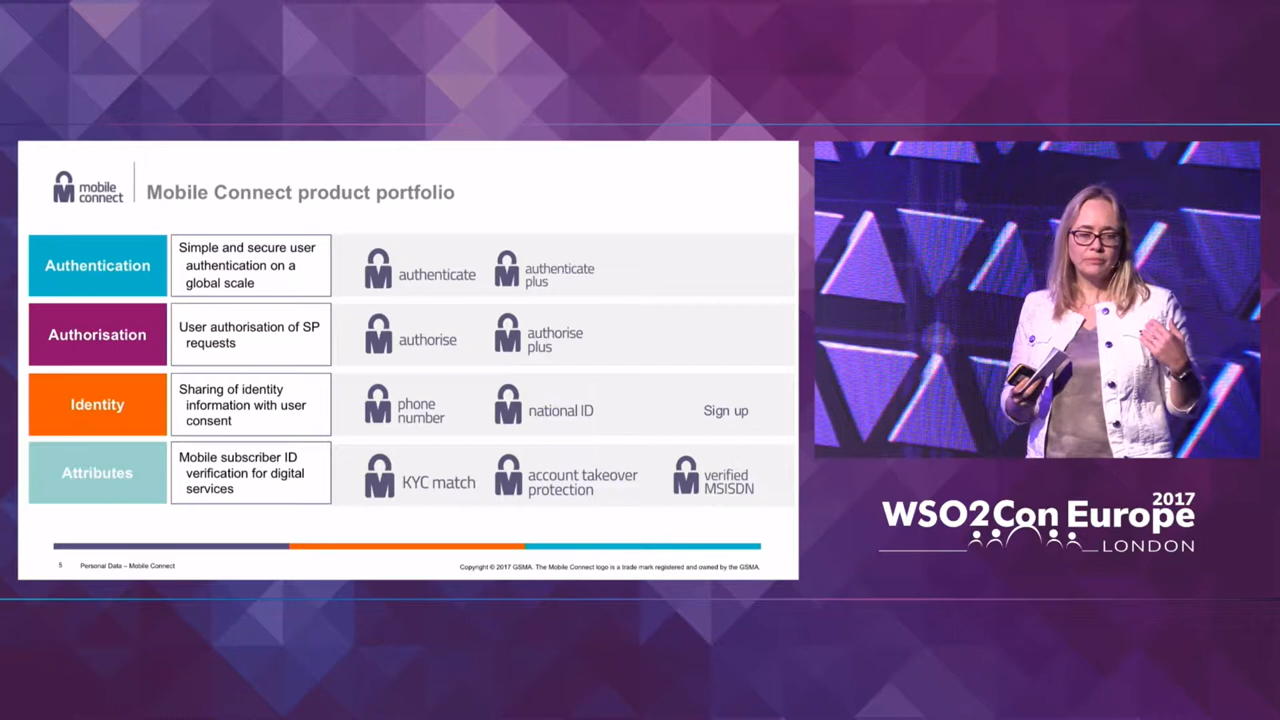 mobile
connect
Mobile Connect product portfolio
Authentication
Simple and secure user
authentication on a
global scale
authenticate
authenticate
plus
Authorisation
User authorisation of SP
requests
authorise
authorise
plus
Identity
Sharing of identity
information with user
consent
phone
number
national ID
Sign up
Attributes
Mobile subscriber ID
verification for digital
services
KYC match
account takeover
protection
verified
MSISDN
5 Personal Data – Mobile Connect
Copyright © 2017 GSMA. The Mobile Connect logo is a trade mark registered and owned by the GSMA.
2017
WSO2Con Europe
LONDON